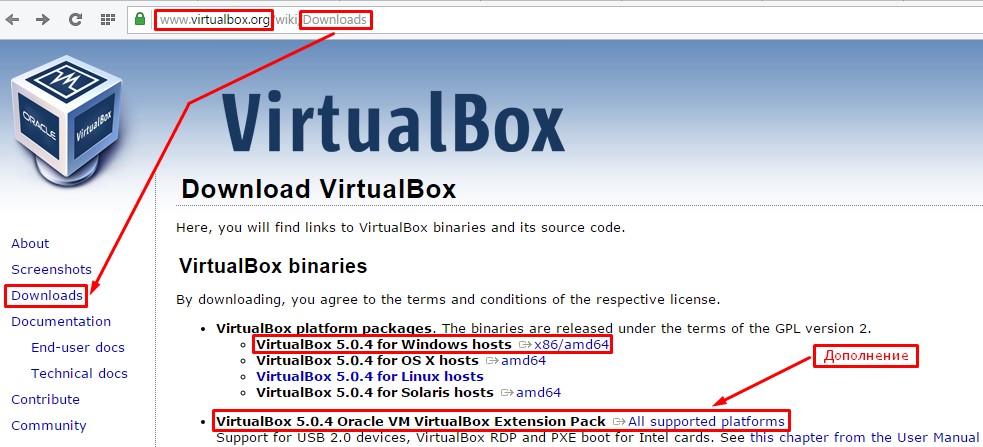 www.virtualbox.org/wiki/Downloads
ORACLE
VirtualBox
VirtualBox
Download VirtualBox
Here, you will find links to VirtualBox binaries and its source code.
VirtualBox binaries
By downloading, you agree to the terms and conditions of the respective license.
About
Screenshots
Downloads
Documentation
End-user docs
Technical docs
Contribute
Community
• VirtualBox platform packages. The binaries are released under the terms of the GPL version 2.
VirtualBox 5.0.4 for Windows hosts x86/amd64
VirtualBox 5.0.4 for OS X hosts amd64
VirtualBox 5.0.4 for Linux hosts
VirtualBox 5.0.4 for Solaris hosts amd64
Дополнение
• VirtualBox 5.0.4 Oracle VM VirtualBox Extension Pack All supported platforms
Support for USB 2.0 devices, VirtualBox RDP and PXE boot for Intel cards. See this chapter from the User Manual